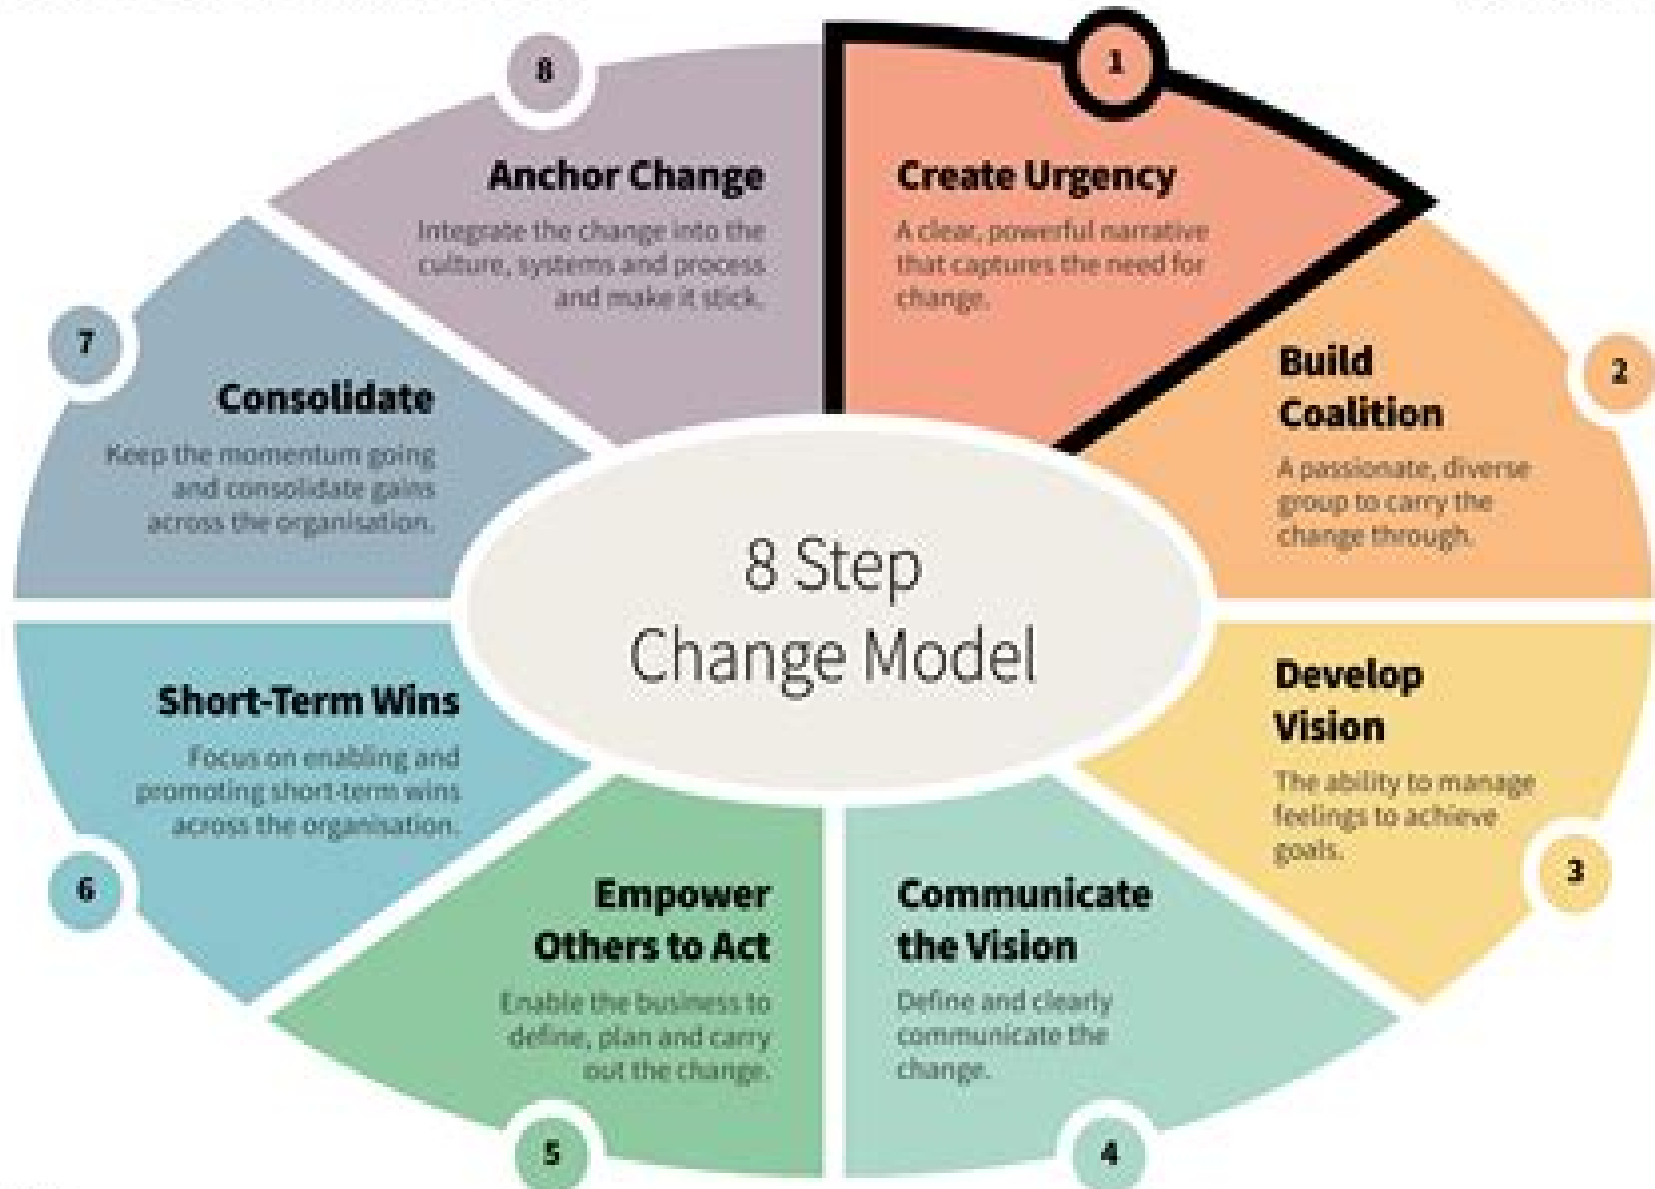 8 Step
Change Model
1
Create Urgency
A clear, powerful narrative
that captures the need for
change.
2
Build
Coalition
A passionate, diverse
group to carry the
change through.
3
Develop
Vision
The ability to manage
feelings to achieve
goals.
4
Communicate
the Vision
Define and clearly
communicate the
change.
5
Empower
Others to Act
Enable the business to
define, plan and carry
out the change.
6
Short-Term Wins
Focus on enabling and
promoting short-term wins
across the organisation.
7
Consolidate
Keep the momentum going
and consolidate gains
across the organisation.
8
Anchor Change
Integrate the change into the
culture, systems and process
and make it stick.